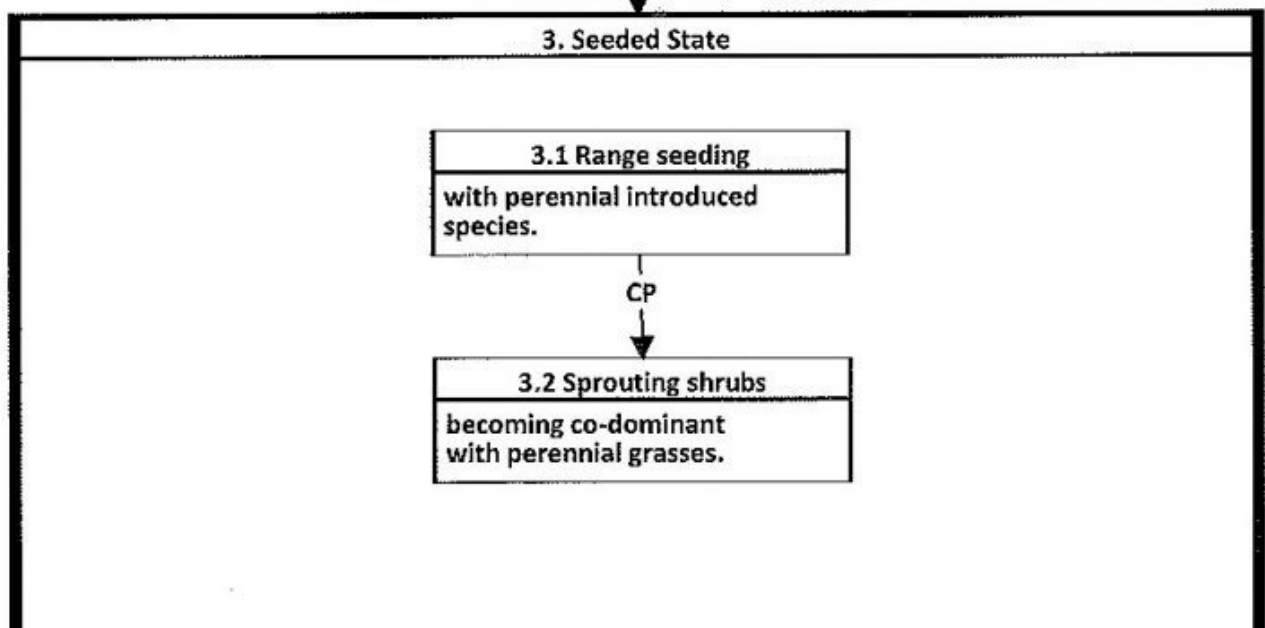 3. Seeded State
3.1 Range seeding
with perennial introduced
species.
CP
3.2 Sprouting shrubs
becoming co-dominant
with perennial grasses.